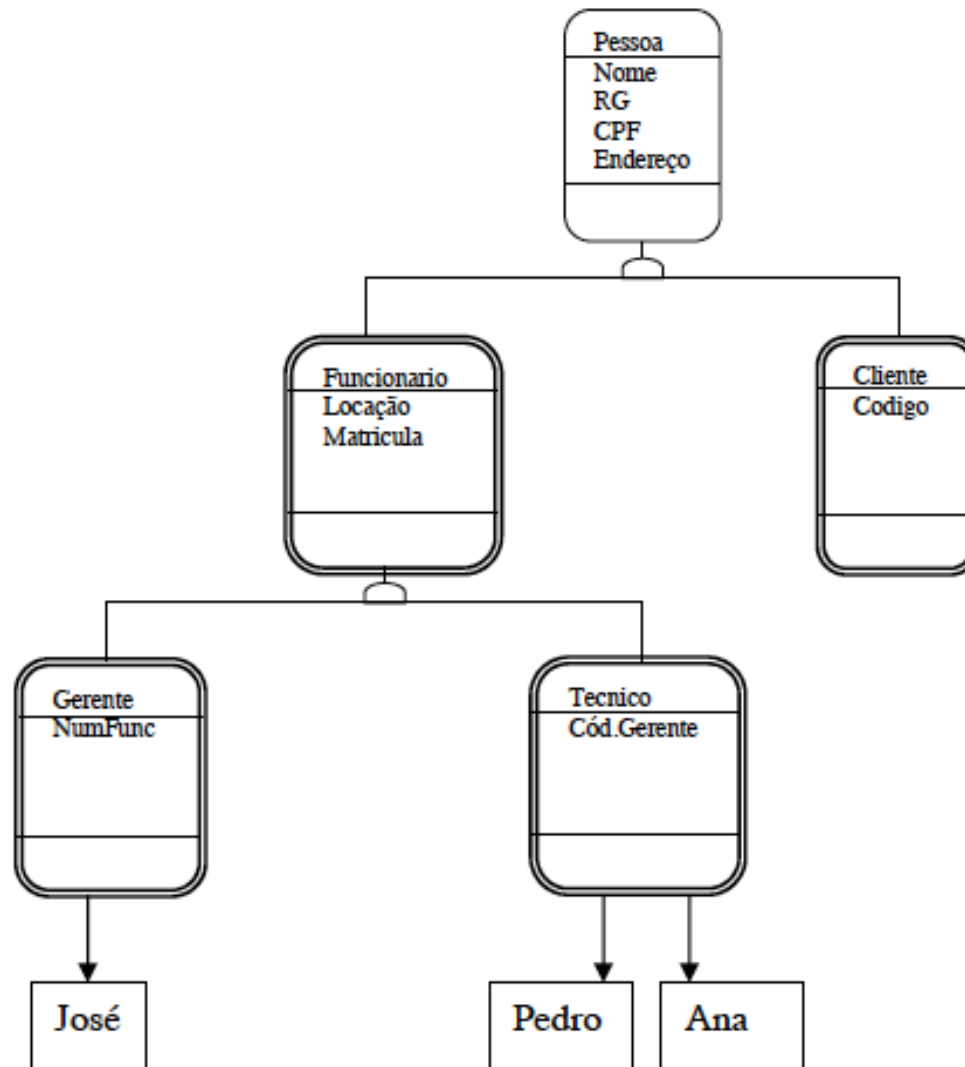 Pessoa
Nome
RG
CPF
Endereço
Funcionario
Locação
Matricula
Cliente
Codigo
Gerente
NumFunc
Tecnico
Cód.Gerente
José
Pedro
Ana